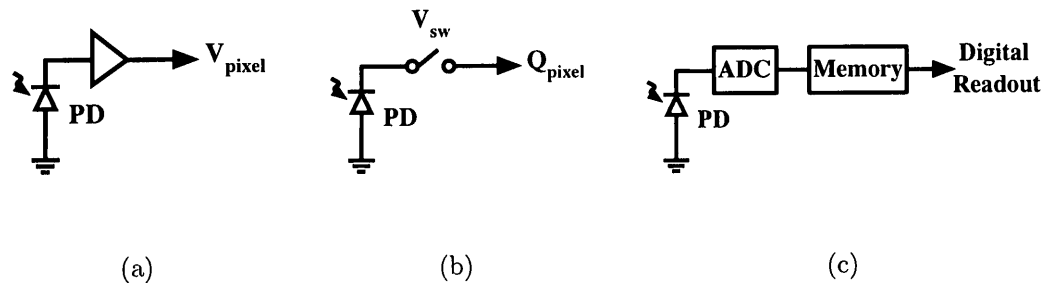 V_pixel
PD
(a)
V_sw
Q_pixel
PD
(b)
ADC
Memory
Digital
Readout
PD
(c)